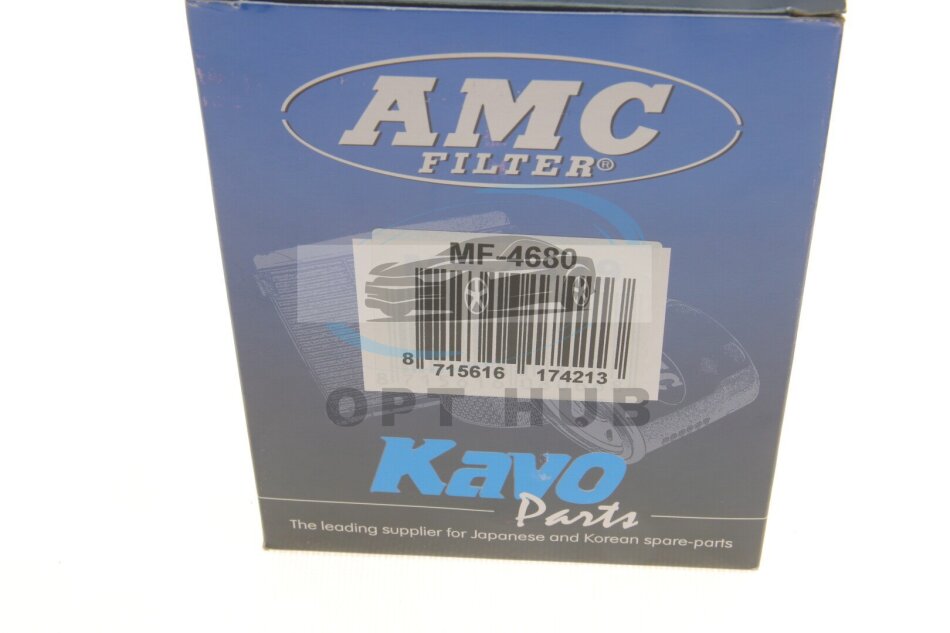 AMC
FILTER®
MF-4680
8 715616 174213
OPT HUB
AMC
Kavo
Parts
The leading supplier for Japanese and Korean spare-parts